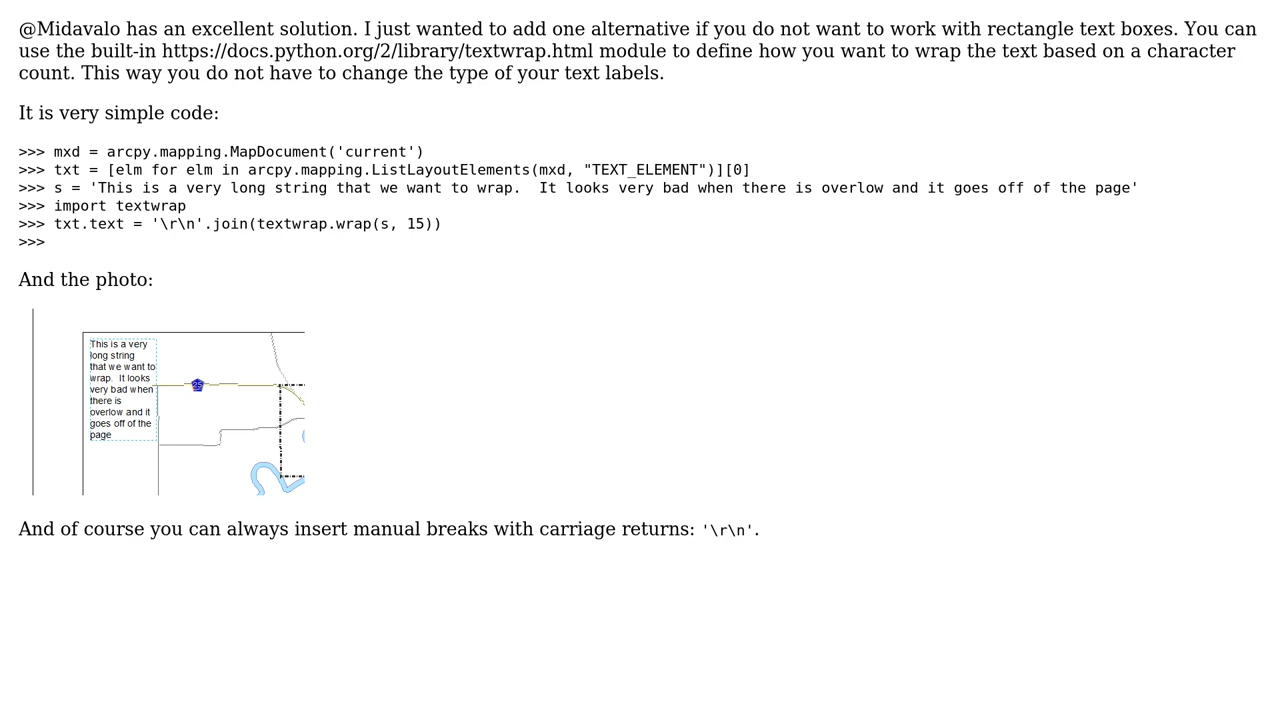 @Midavalo has an excellent solution. I just wanted to add one alternative if you do not want to work with rectangle text boxes. You can
use the built-in https://docs.python.org/2/library/textwrap.html module to define how you want to wrap the text based on a character
count. This way you do not have to change the type of your text labels.
It is very simple code:
>>> mxd = arcpy.mapping.MapDocument('current')
>>> txt = [elm for elm in arcpy.mapping.ListLayoutElements(mxd, "TEXT_ELEMENT")][0]
>>> s = 'This is a very long string that we want to wrap.  It looks very bad when there is overlow and it goes off of the page'
>>> import textwrap
>>> txt.text = '\r\n'.join(textwrap.wrap(s, 15))
>>>
And the photo:
This is a very
long string
that we want to
wrap.  It looks
very bad when
there is
overlow and it
goes off of the
page
25
And of course you can always insert manual breaks with carriage returns: '\r\n'.